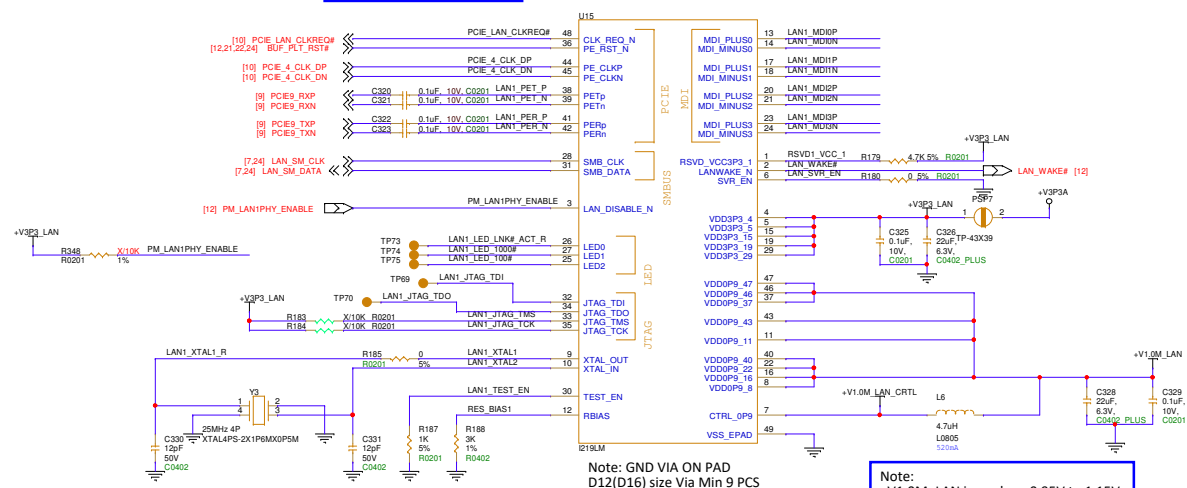 U15
[10] PCIE_LAN_CLKREQ# PCIE_LAN_CLKREQ# 48 CLK_REQ_N
[12,21,22,24] BUF_PLT_RST# 36 PE_RST_N
[10] PCIE_4_CLK_DP PCIE_4_CLK_DP 44 PE_CLKP
[10] PCIE_4_CLK_DN PCIE_4_CLK_DN 45 PE_CLKN
[9] PCIE9_RXP C320 0.1uF, 10V, C0201 LAN1_PET_P 38 PETp
[9] PCIE9_RXN C321 0.1uF, 10V, C0201 LAN1_PET_N 39 PETn
[9] PCIE9_TXP C322 0.1uF, 10V, C0201 LAN1_PER_P 41 PERp
[9] PCIE9_TXN C323 0.1uF, 10V, C0201 LAN1_PER_N 42 PERn
[7,24] LAN_SM_CLK 28 SMB_CLK
[7,24] LAN_SM_DATA 31 SMB_DATA
[12] PM_LAN1PHY_ENABLE PM_LAN1PHY_ENABLE 3 LAN_DISABLE_N
+V3P3_LAN
R348 X/10K PM_LAN1PHY_ENABLE
R0201 1%
TP73 LAN1_LED_LNK#_ACT_R 26 LED0
TP74 LAN1_LED_1000# 27 LED1
TP75 LAN1_LED_100# 25 LED2
TP69 LAN1_JTAG_TDI 32 JTAG_TDI
TP70 LAN1_JTAG_TDO 34 JTAG_TDO
+V3P3_LAN
R183 X/10K R0201 LAN1_JTAG_TMS 33 JTAG_TMS
R184 X/10K R0201 LAN1_JTAG_TCK 35 JTAG_TCK
LAN1_XTAL1_R R185 0 LAN1_XTAL1 9 XTAL_OUT
R0201 5% LAN1_XTAL2 10 XTAL_IN
LAN1_TEST_EN 30 TEST_EN
RES_BIAS1 12 RBIAS
Y3
1 2
4 3
25MHz 4P
XTAL4PS-2X1P6MX0P5M
C330
12pF
50V
C0402
C331
12pF
50V
C0402
R187
1K
5%
R0201
R188
3K
1%
R0402
I219LM
PCIE
MDI
SMBUS
LED
JTAG
MDI_PLUS0 13 LAN1_MDI0P
MDI_MINUS0 14 LAN1_MDI0N
MDI_PLUS1 17 LAN1_MDI1P
MDI_MINUS1 18 LAN1_MDI1N
MDI_PLUS2 20 LAN1_MDI2P
MDI_MINUS2 21 LAN1_MDI2N
MDI_PLUS3 23 LAN1_MDI3P
MDI_MINUS3 24 LAN1_MDI3N
+V3P3_LAN
RSVD_VCC3P3_1 1 RSVD1_VCC_1 R179 4.7K 5% R0201
LANWAKE_N 2 LAN_WAKE# LAN_WAKE# [12]
SVR_EN 6 LAN_SVR_EN R180 0 5% R0201
+V3P3_LAN
PSP7
+V3P3A
1 2
TP-43X39
VDD3P3_4 4
VDD3P3_5 5
VDD3P3_15 15
VDD3P3_19 19
VDD3P3_29 29
C325
0.1uF,
10V,
C0201
C326
22uF,
6.3V,
C0402_PLUS
VDD0P9_47 47
VDD0P9_46 46
VDD0P9_37 37
VDD0P9_43 43
VDD0P9_11 11
VDD0P9_40 40
VDD0P9_22 22
VDD0P9_16 16
VDD0P9_8 8
+V1.0M_LAN
+V1.0M_LAN_CRTL
CTRL_0P9 7
L6
4.7uH
L0805
520mA
C328
22uF,
6.3V,
C0402_PLUS
C329
0.1uF,
10V,
C0201
VSS_EPAD 49
Note: GND VIA ON PAD
D12(D16) size Via Min 9 PCS
Note: